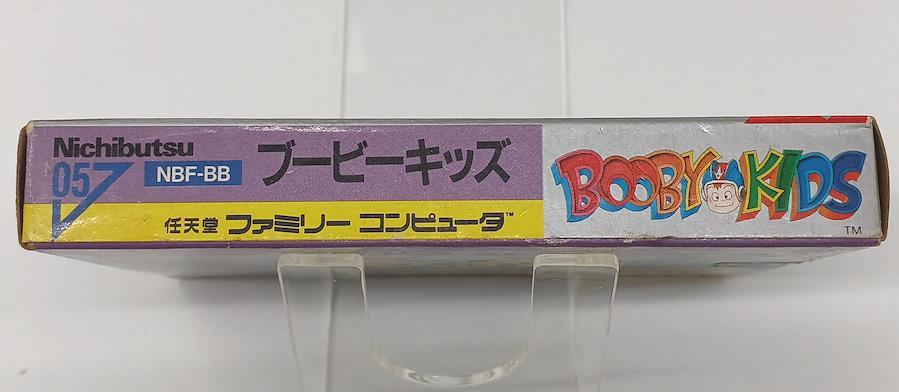 Nichibutsu
05
NBF-BB
ブービーキッズ
任天堂 ファミリー コンピュータ™
BOOBY KIDS
TM